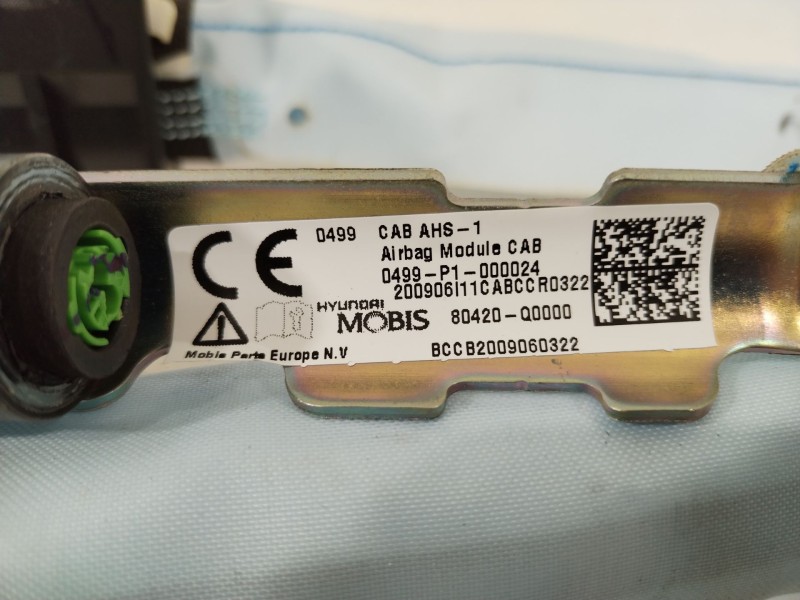 CE 0499 CAB AHS-1
Airbag Module CAB
0499-P1-000024
200906I11CABCCR0322
HYUNDAI
MOBIS 80420-Q0000
Mobis Parts Europe N.V
BCCB2009060322